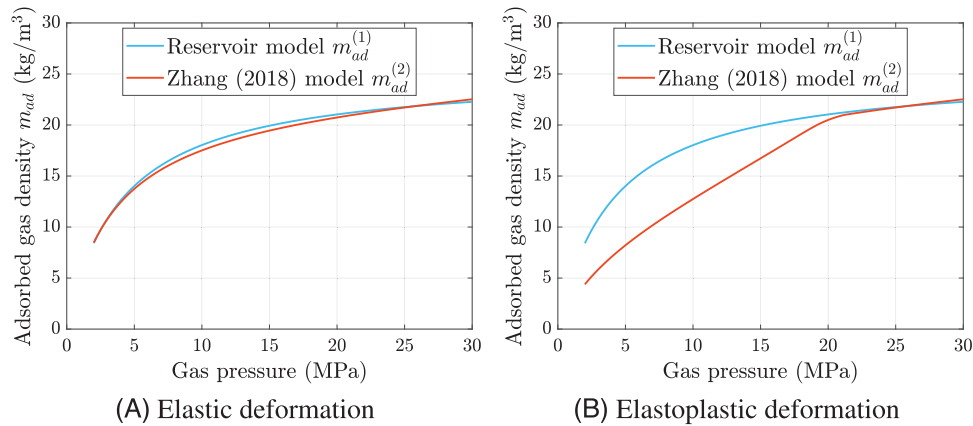 30
25
20
15
10
5
0
0 5 10 15 20 25 30
Adsorbed gas density m_ad (kg/m³)
Gas pressure (MPa)
Reservoir model m_ad^(1)
Zhang (2018) model m_ad^(2)
(A) Elastic deformation
30
25
20
15
10
5
0
0 5 10 15 20 25 30
Adsorbed gas density m_ad (kg/m³)
Gas pressure (MPa)
Reservoir model m_ad^(1)
Zhang (2018) model m_ad^(2)
(B) Elastoplastic deformation